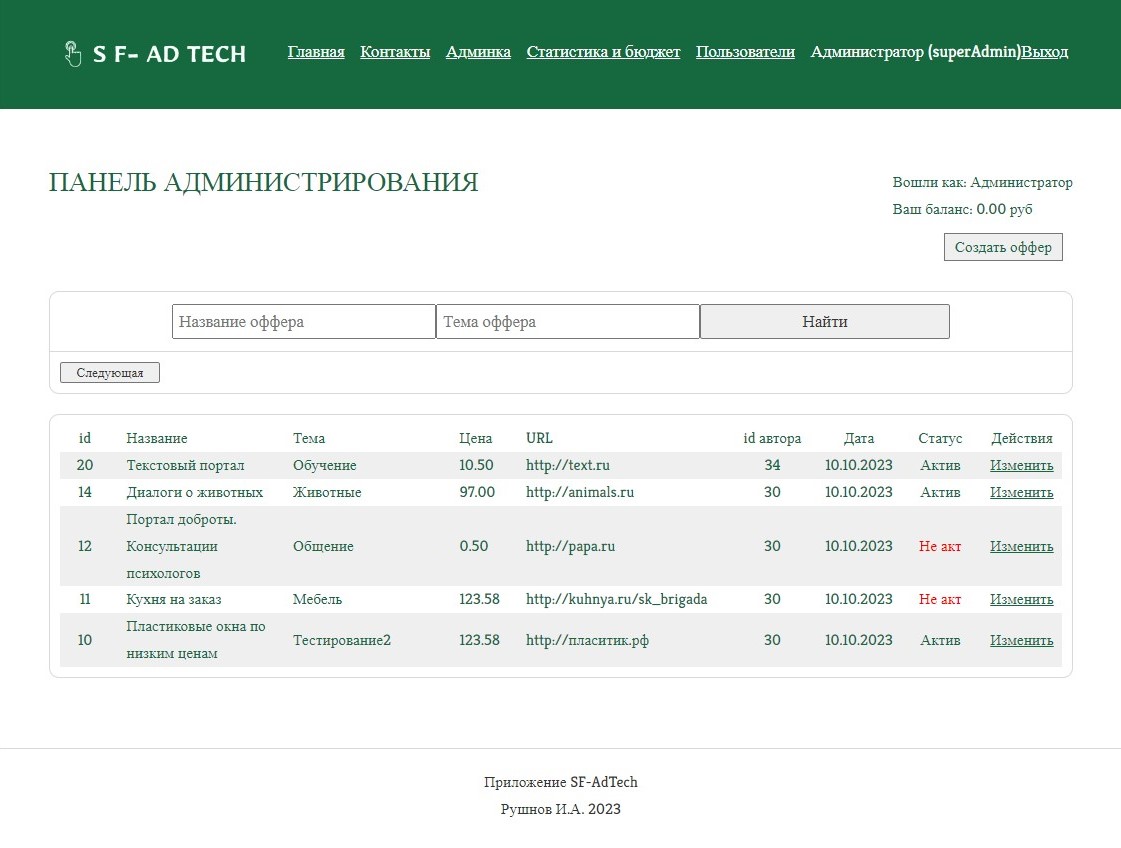 S F- AD TECH Главная Контакты Админка Статистика и бюджет Пользователи Администратор (superAdmin)Выход
ПАНЕЛЬ АДМИНИСТРИРОВАНИЯ
Вошли как: Администратор
Ваш баланс: 0.00 руб
Создать оффер
Название оффера Тема оффера Найти
Следующая
id Название Тема Цена URL id автора Дата Статус Действия
20 Текстовый портал Обучение 10.50 http://text.ru 34 10.10.2023 Актив Изменить
14 Диалоги о животных Животные 97.00 http://animals.ru 30 10.10.2023 Актив Изменить
Портал доброты.
12 Консультации Общение 0.50 http://papa.ru 30 10.10.2023 Не акт Изменить
психологов
11 Кухня на заказ Мебель 123.58 http://kuhnya.ru/sk_brigada 30 10.10.2023 Не акт Изменить
Пластиковые окна по
10 Тестирование2 123.58 http://пласитик.рф 30 10.10.2023 Актив Изменить
низким ценам
Приложение SF-AdTech
Рушнов И.А. 2023